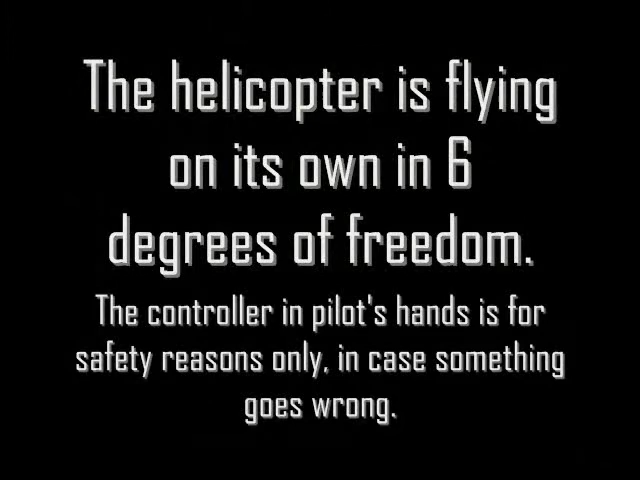 The helicopter is flying
on its own in 6
degrees of freedom.
The controller in pilot's hands is for
safety reasons only, in case something
goes wrong.